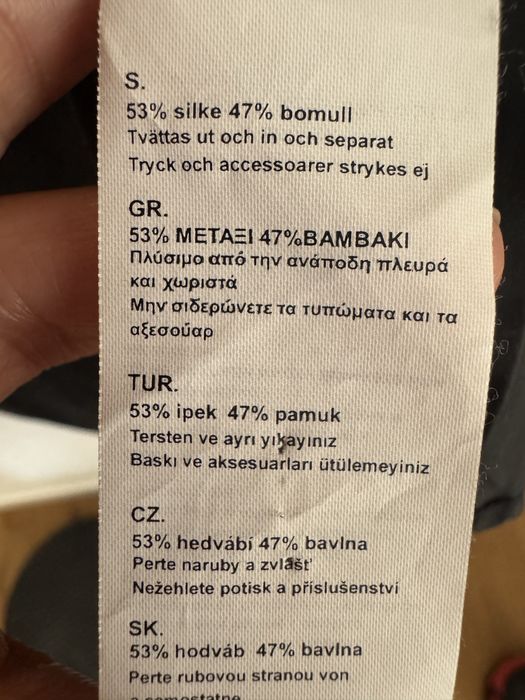 S.
53% silke 47% bomull
Tvättas ut och in och separat
Tryck och accessoarer strykes ej
GR.
53% ΜΕΤΑΞΙ 47%ΒΑΜΒΑΚΙ
Πλύσιμο από την ανάποδη πλευρά
και χωριστά
Μην σιδερώνετε τα τυπώματα και τα
αξεσούαρ
TUR.
53% ipek 47% pamuk
Tersten ve ayrı yıkayınız
Baskı ve aksesuarları ütülemeyiniz
CZ.
53% hedvábí 47% bavlna
Perte naruby a zvlášť
Nežehlete potisk a příslušenství
SK.
53% hodváb 47% bavlna
Perte rubovou stranou von
a samostatne